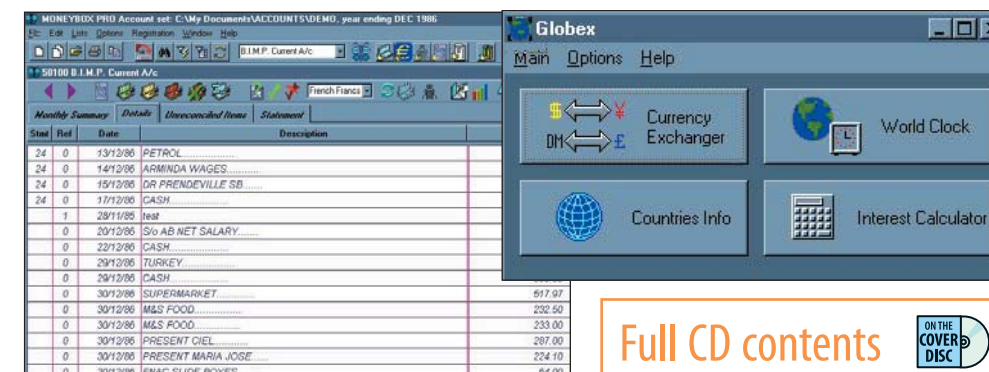 MONEYBOX PRO Account set: C:\My Documents\ACCOUNTS\DEMO, year ending DEC 1986
Edit Lists Options Registration Window Help
B.I.M.P. Current A/c
50100 B.I.M.P. Current A/c
French Francs
Monthly Summary Details Unreconciled Items Statement
Stmt Ref Date Description
24 0 13/12/86 PETROL..................
24 0 14/12/86 ARMINDA WAGES............
24 0 15/12/86 DR PRENDEVILLE SB......
24 0 17/12/86 CASH.....................
1 28/11/85 test
0 20/12/86 S/o AB NET SALARY.......
0 22/12/86 CASH.....................
0 29/12/86 TURKEY..................
0 29/12/86 CASH.....................
0 30/12/86 SUPERMARKET............. 517.97
0 30/12/86 M&S FOOD................ 232.50
0 30/12/86 M&S FOOD................ 233.00
0 30/12/86 PRESENT CIEL........... 287.00
0 30/12/86 PRESENT MARIA JOSE...... 224.10
Globex
Main Options Help
$ ¥
DM £
Currency
Exchanger
World Clock
Countries Info
Interest Calculator
Full CD contents
ON THE
COVER
DISC